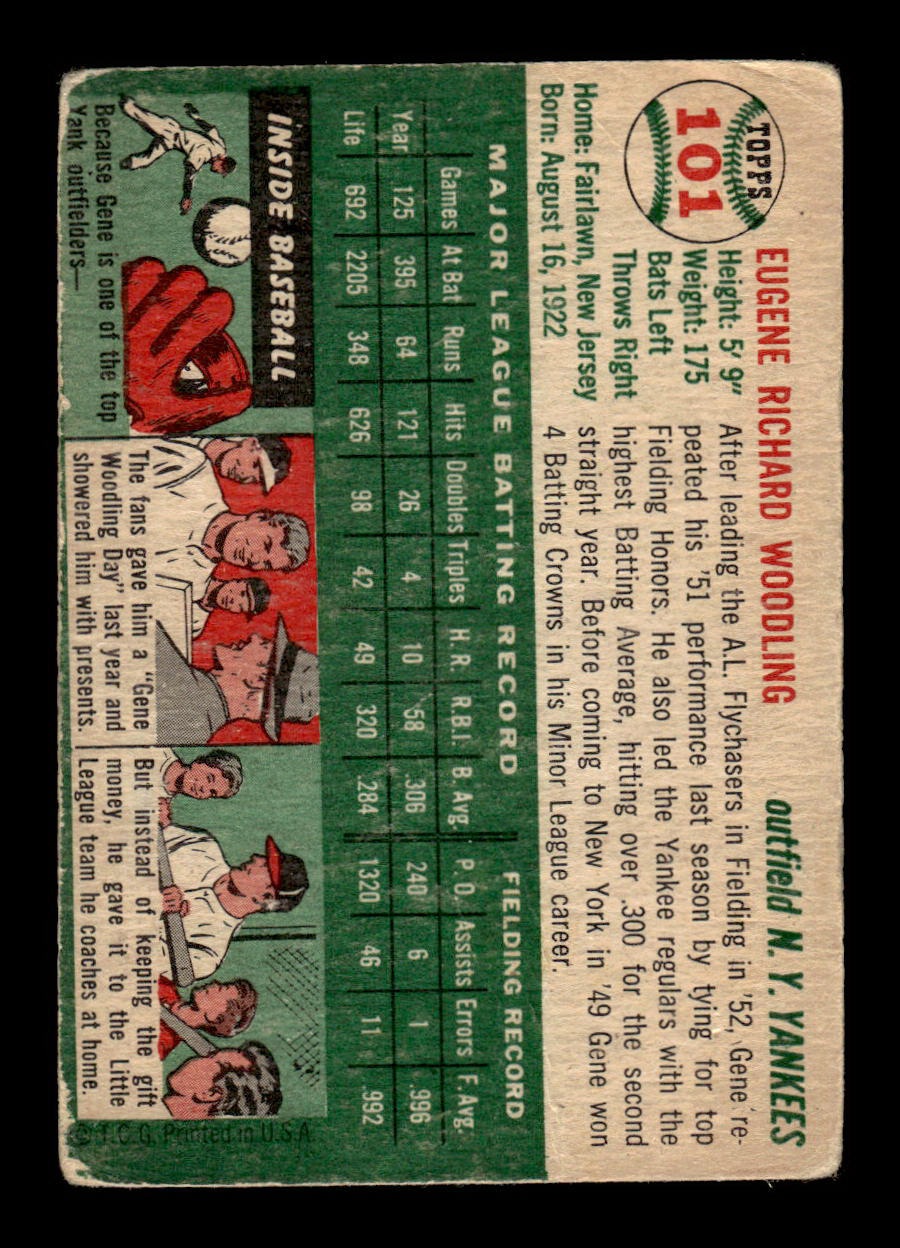 TOPPS
101
EUGENE RICHARD WOODLING
outfield N. Y. YANKEES
Height: 5' 9"
Weight: 175
Bats Left
Throws Right
Home: Fairlawn, New Jersey
Born: August 16, 1922
After leading the A.L. Flychasers in Fielding in '52, Gene re-
peated his '51 performance last season by tying for top
Fielding Honors. He also led the Yankee regulars with the
highest Batting Average, hitting over .300 for the second
straight year. Before coming to New York in '49 Gene won
4 Batting Crowns in his Minor League career.
MAJOR LEAGUE BATTING RECORD FIELDING RECORD
Games At Bat Runs Hits Doubles Triples H. R. R.B.I. B. Avg. P. O. Assists Errors F. Avg.
Year 125 395 64 121 26 4 10 58 .306 240 6 1 .996
Life 692 2205 348 626 98 42 49 320 .284 1320 46 11 .992
INSIDE BASEBALL
Because Gene is one of the top
Yank outfielders—
The fans gave him a "Gene
Woodling Day" last year and
showered him with presents.
But instead of keeping the gift
money, he gave it to the Little
League team he coaches at home.
© T.C.G. Printed in U.S.A.